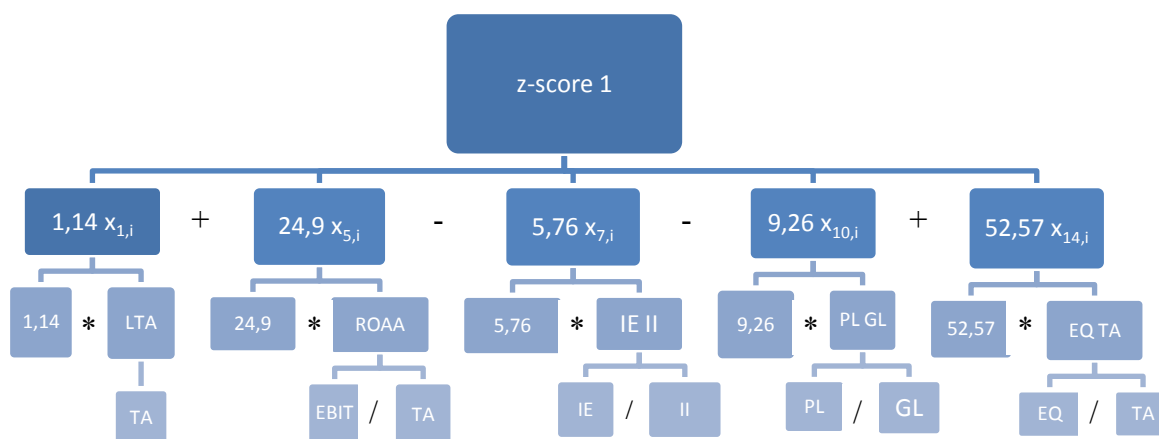 z-score 1
1,14 x1,i + 24,9 x5,i - 5,76 x7,i - 9,26 x10,i + 52,57 x14,i
1,14 * LTA 24,9 * ROAA 5,76 * IE II 9,26 * PL GL 52,57 * EQ TA
TA EBIT / TA IE / II PL / GL EQ / TA